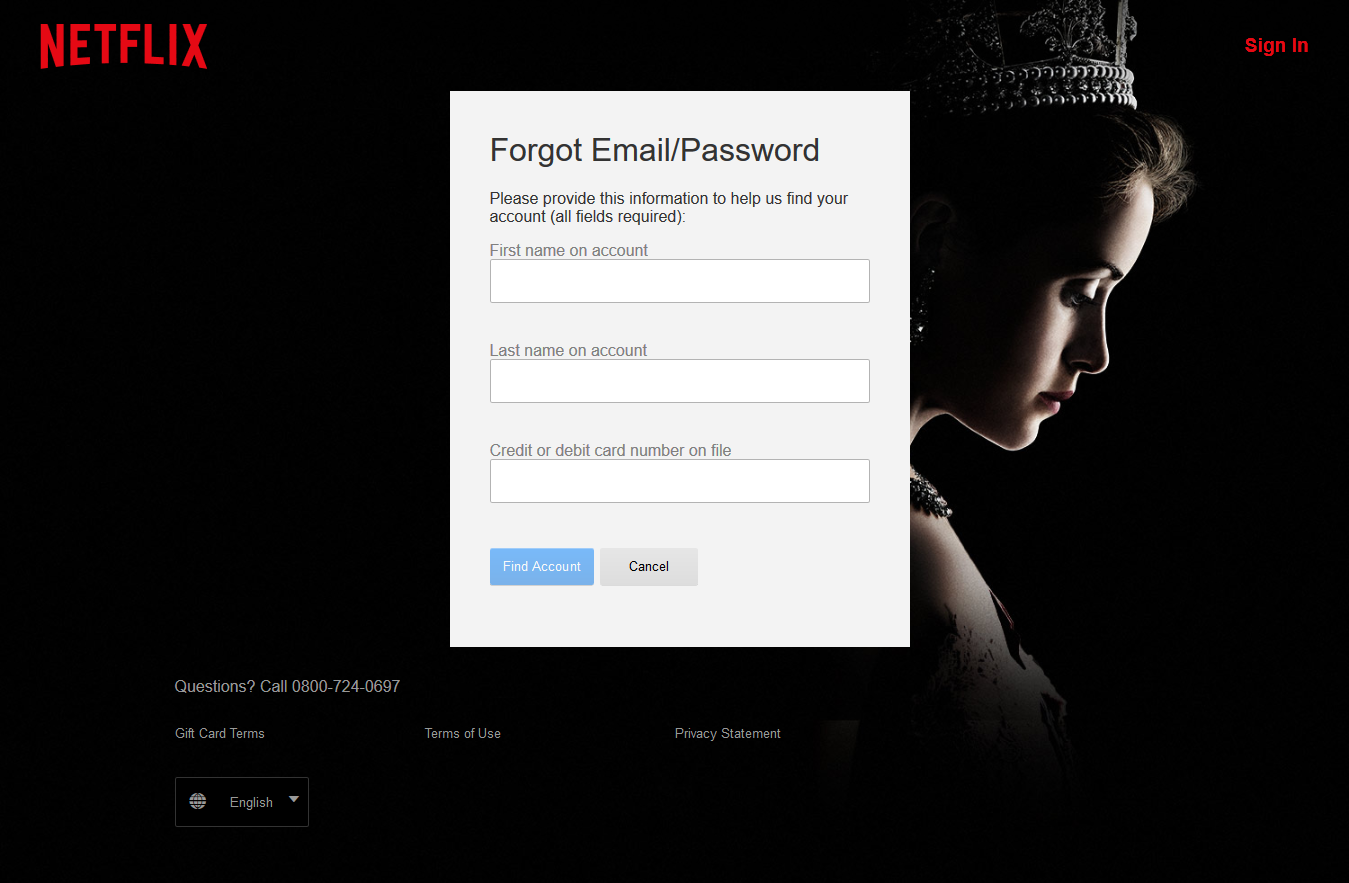 NETFLIX
Sign In
Forgot Email/Password
Please provide this information to help us find your
account (all fields required):
First name on account
Last name on account
Credit or debit card number on file
Find Account
Cancel
Questions? Call 0800-724-0697
Gift Card Terms
Terms of Use
Privacy Statement
English